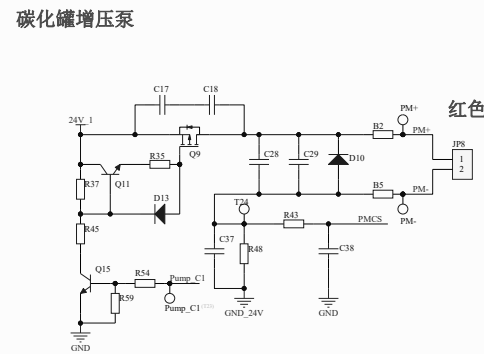 碳化罐增压泵
C17 C18
24V_1 PM+ 红色
B2 PM+ JP8
Q9 C28 C29 D10 1
R35 2
R37 Q11 B5 PM-
D13 T24 PM-
R45 R43 PMCS
C37 R48 C38
Q15 R54 Pump_C1
R59 Pump_C1
GND_24V GND
GND